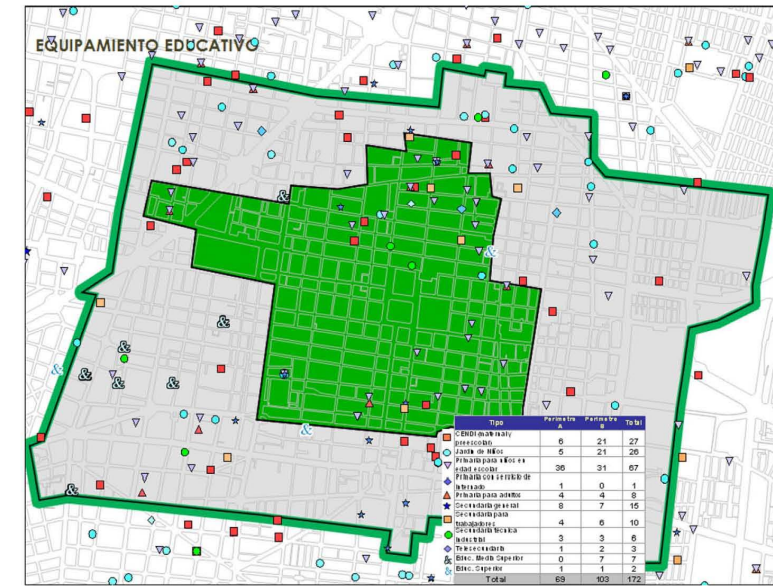 EQUIPAMIENTO EDUCATIVO
Tipo Perimetro A Perimetro B Total
CENDI (maternal y preescolar) 6 21 27
Jardín de Niños 5 21 26
Primaria para niños en edad escolar 36 31 67
Primaria con servicio de internado 1 0 1
Primaria para adultos 4 4 8
Secundaria general 8 7 15
Secundaria para trabajadores 4 6 10
Secundaria técnica industrial 3 3 6
Telesecundaria 1 2 3
Educ. Media Superior 0 7 7
Educ. Superior 1 1 2
Total 69 103 172